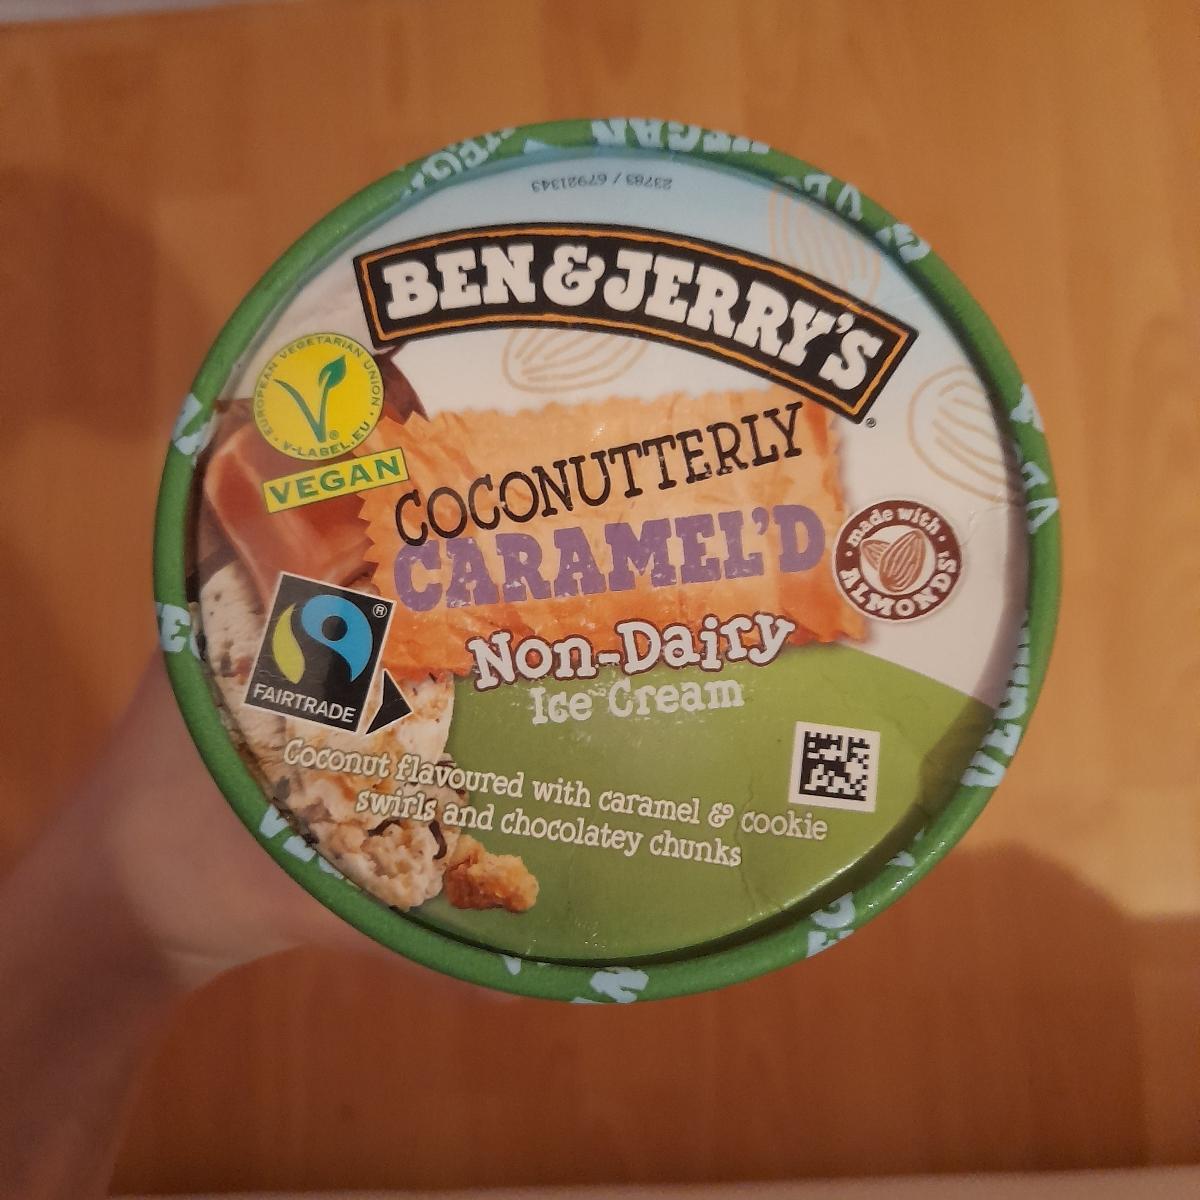 23783 / 67921343
BEN & JERRY'S
®
EUROPEAN VEGETARIAN UNION
V-LABEL.EU
®
VEGAN
COCONUTTERLY
CARAMEL'D
made with
ALMONDS
Non-Dairy
Ice Cream
®
FAIRTRADE
Coconut flavoured with caramel & cookie
swirls and chocolatey chunks
VEGAN